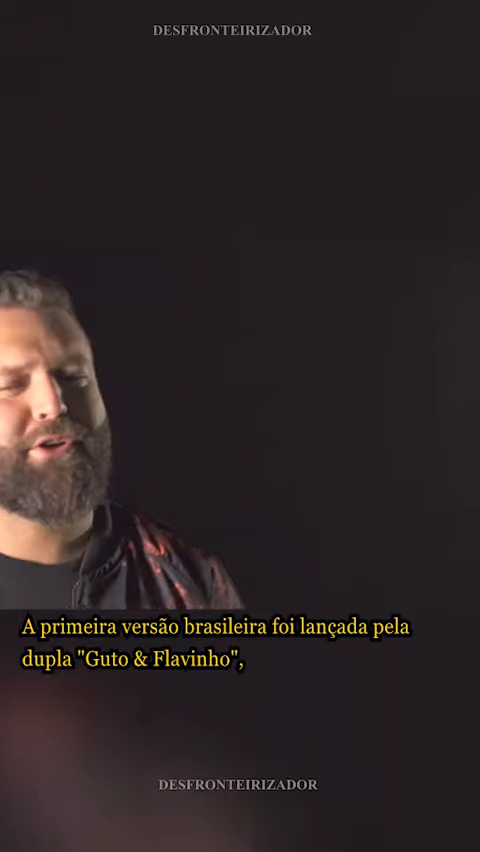 DESFRONTEIRIZADOR
A primeira versão brasileira foi lançada pela
dupla "Guto & Flavinho",
DESFRONTEIRIZADOR